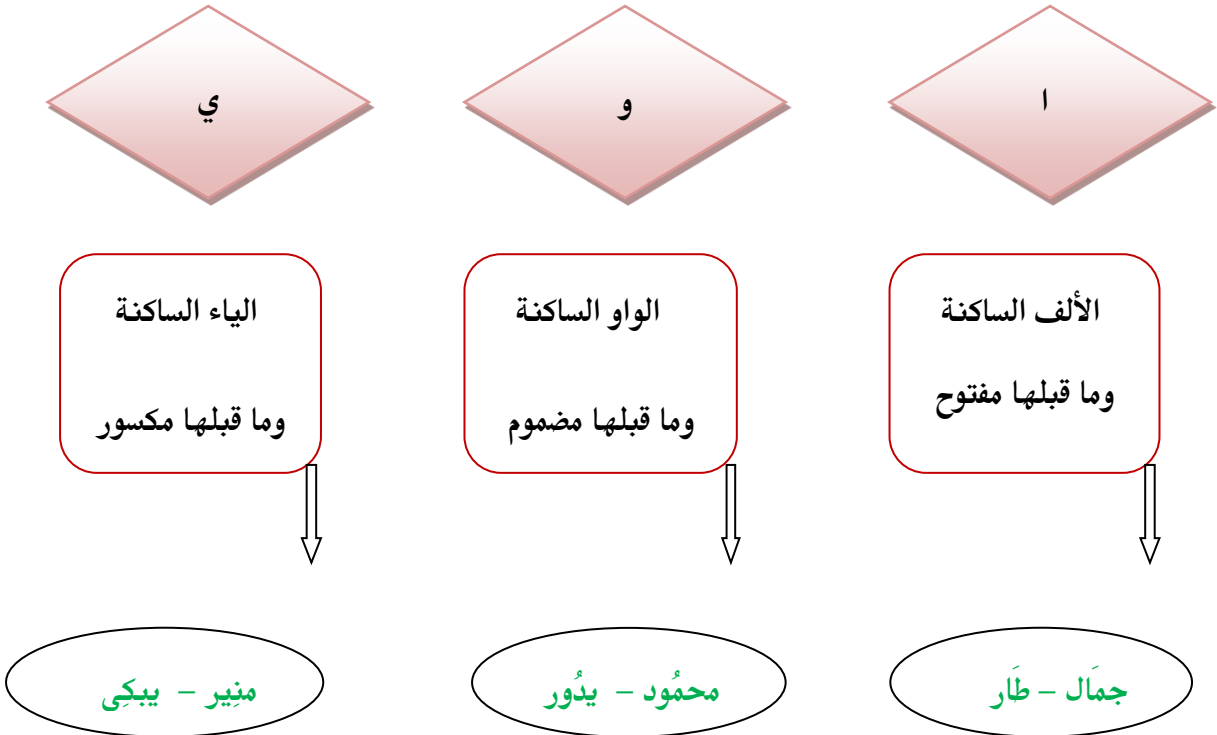 ا
و
ي
الألف الساكنة
وما قبلها مفتوح
الواو الساكنة
وما قبلها مضموم
الياء الساكنة
وما قبلها مكسور
جمَال – طَار
محمُود – يدُور
منِير – يبكِى